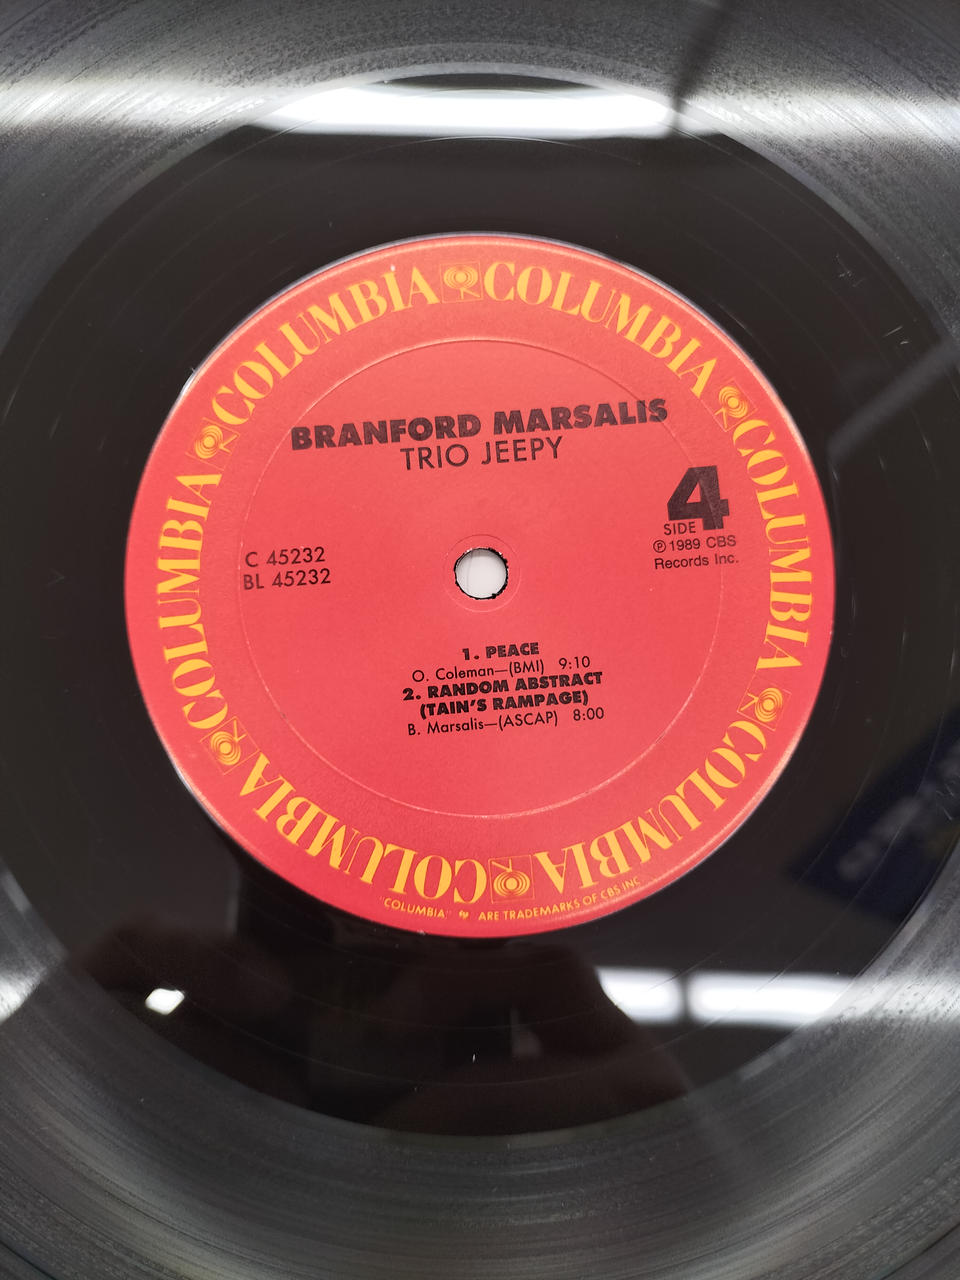 COLUMBIA COLUMBIA COLUMBIA COLUMBIA COLUMBIA COLUMBIA COLUMBIA
BRANFORD MARSALIS
TRIO JEEPY
4
SIDE
℗ 1989 CBS
Records Inc.
C 45232
BL 45232
1. PEACE
O. Coleman—(BMI) 9:10
2. RANDOM ABSTRACT
(TAIN'S RAMPAGE)
B. Marsalis—(ASCAP) 8:00
"COLUMBIA" ARE TRADEMARKS OF CBS INC.